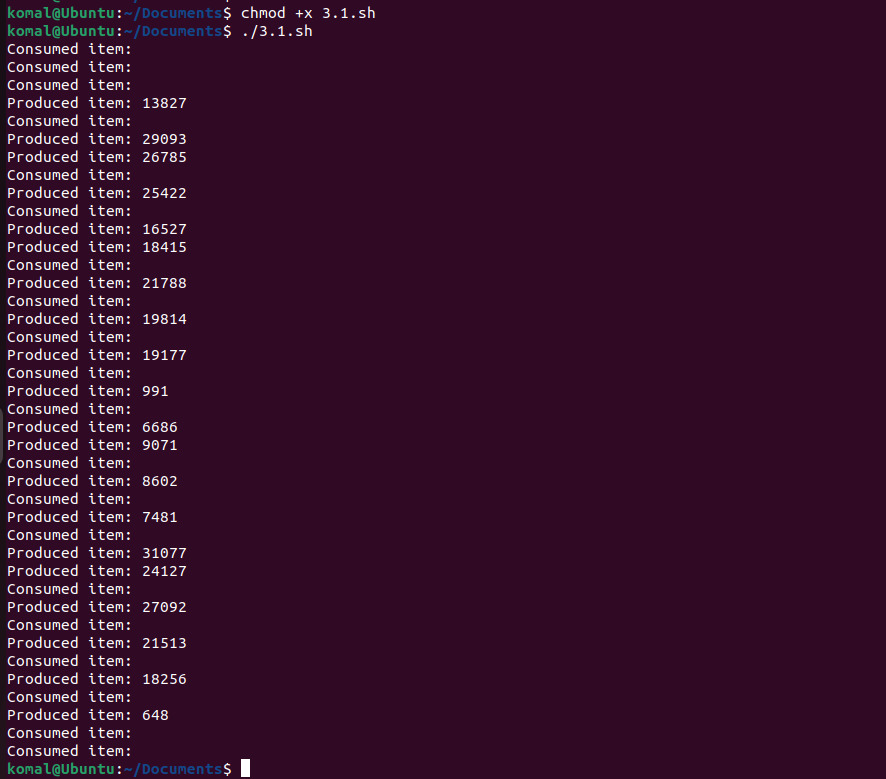 komal@Ubuntu:~/Documents$ chmod +x 3.1.sh
komal@Ubuntu:~/Documents$ ./3.1.sh
Consumed item:
Consumed item:
Consumed item:
Produced item: 13827
Consumed item:
Produced item: 29093
Produced item: 26785
Consumed item:
Produced item: 25422
Consumed item:
Produced item: 16527
Produced item: 18415
Consumed item:
Produced item: 21788
Consumed item:
Produced item: 19814
Consumed item:
Produced item: 19177
Consumed item:
Produced item: 991
Consumed item:
Produced item: 6686
Produced item: 9071
Consumed item:
Produced item: 8602
Consumed item:
Produced item: 7481
Consumed item:
Produced item: 31077
Produced item: 24127
Consumed item:
Produced item: 27092
Consumed item:
Produced item: 21513
Consumed item:
Produced item: 18256
Consumed item:
Produced item: 648
Consumed item:
Consumed item:
komal@Ubuntu:~/Documents$